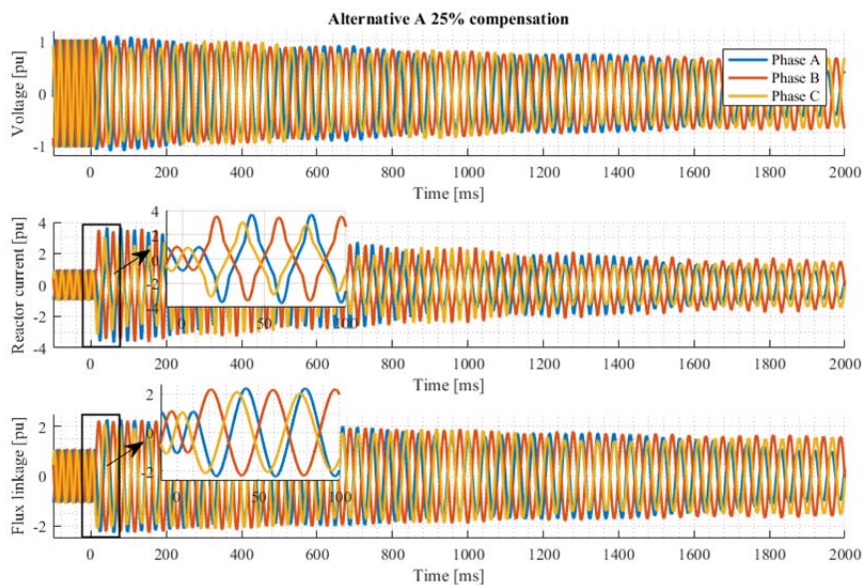 Alternative A 25% compensation
Voltage [pu]
1
0
-1
Phase A
Phase B
Phase C
0 200 400 600 800 1000 1200 1400 1600 1800 2000
Time [ms]
Reactor current [pu]
4
2
0
-2
-4
4
2
0
-2
-4
0 50 100
0 200 400 600 800 1000 1200 1400 1600 1800 2000
Time [ms]
Flux linkage [pu]
2
0
-2
2
0
-2
0 50 100
0 200 400 600 800 1000 1200 1400 1600 1800 2000
Time [ms]